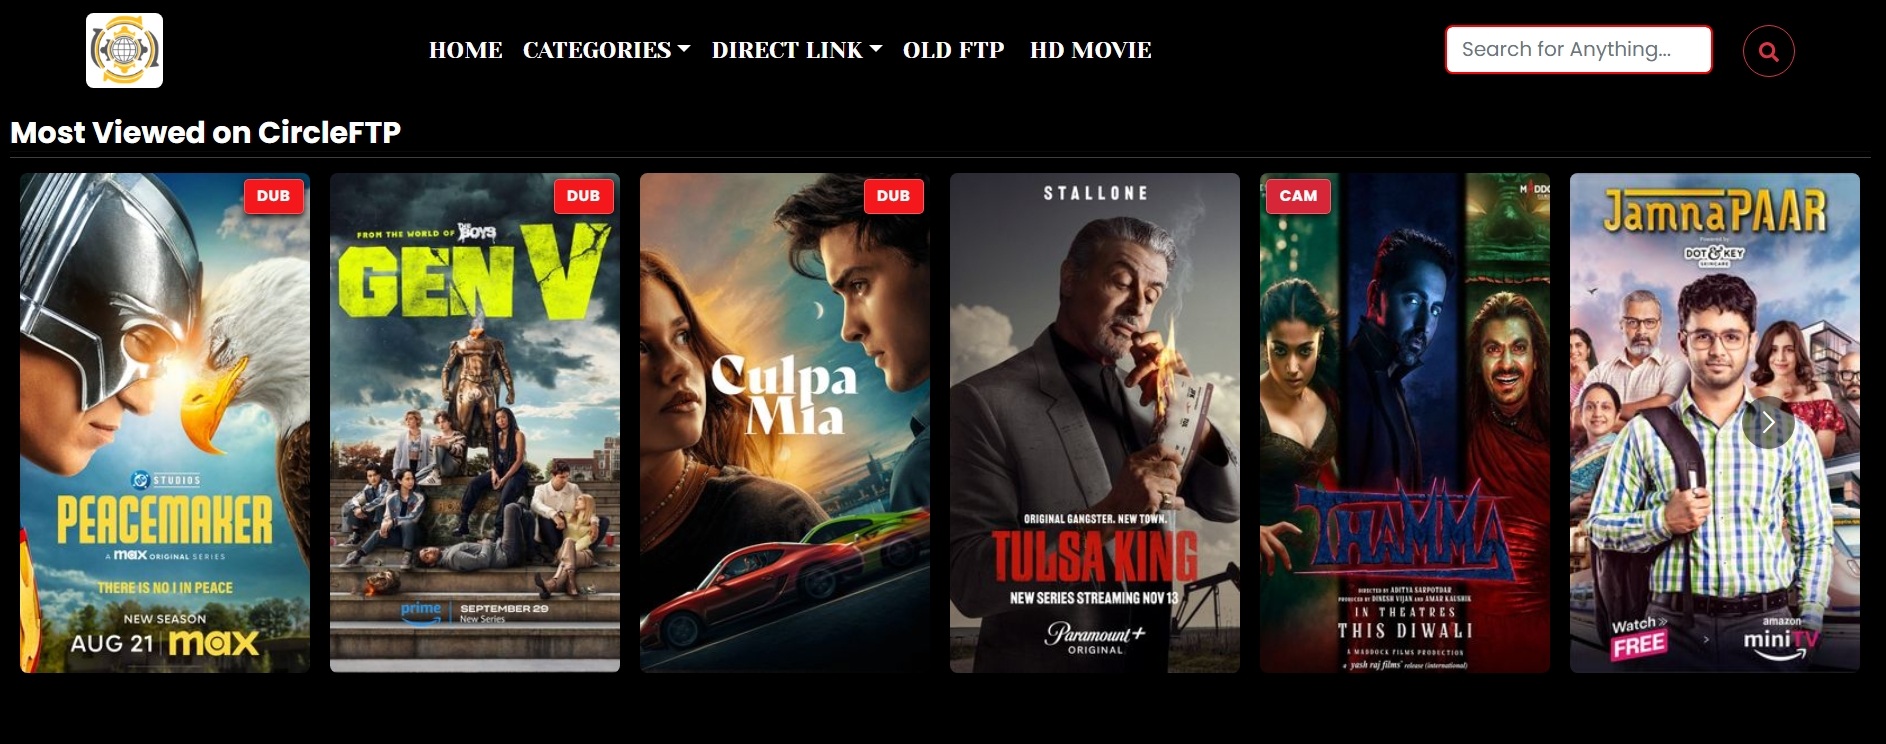 HOME CATEGORIES DIRECT LINK OLD FTP HD MOVIE Search for Anything...
Most Viewed on CircleFTP
DUB
DC STUDIOS
PEACEMAKER
A max ORIGINAL SERIES
THERE IS NO I IN PEACE
NEW SEASON
AUG 21 max
DUB
FROM THE WORLD OF THE BOYS
GEN V
prime SEPTEMBER 29
New Series
DUB
Culpa
Mia
STALLONE
ORIGINAL GANGSTER. NEW TOWN.
TULSA KING
NEW SERIES STREAMING NOV 13
Paramount+
ORIGINAL
CAM
THAMMA
DIRECTED BY ADITYA SARPOTDAR
PRODUCED BY DINESH VIJAN AND AMAR KAUSHIK
IN THEATRES
THIS DIWALI
A MADDOCK FILMS PRODUCTION
a yash raj films release (international)
JamnaPAAR
Powered by
DOT & KEY
SKINCARE
Watch
FREE
amazon
miniTV